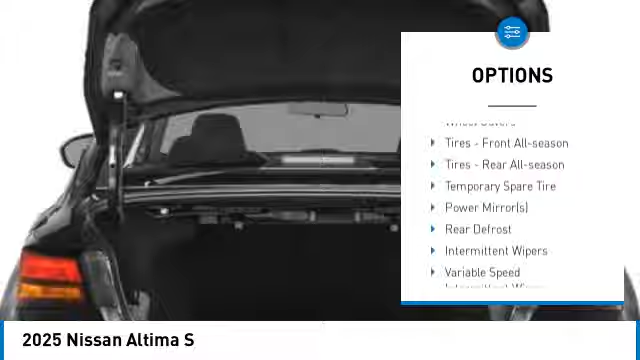 OPTIONS
Tires - Front All-season
Tires - Rear All-season
Temporary Spare Tire
Power Mirror(s)
Rear Defrost
Intermittent Wipers
Variable Speed
2025 Nissan Altima S